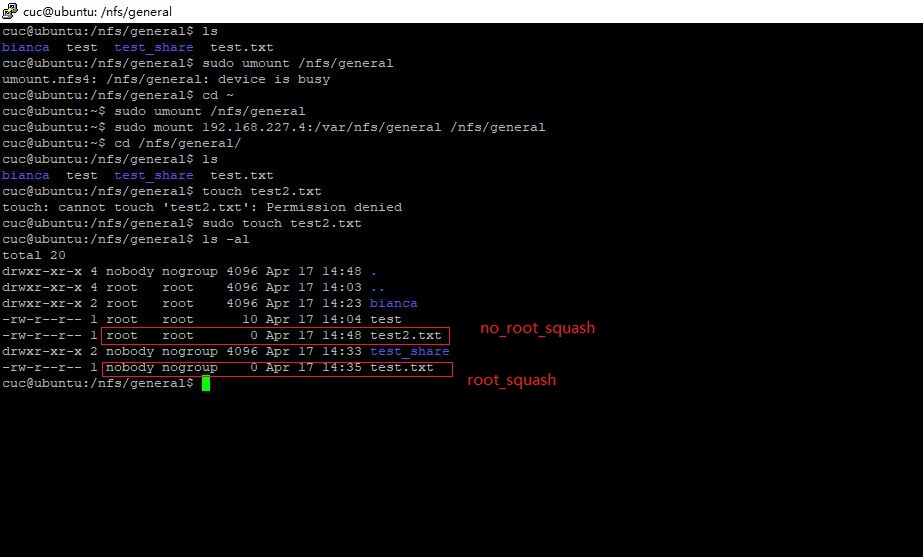 cuc@ubuntu: /nfs/general
cuc@ubuntu:/nfs/general$ ls
bianca  test  test_share  test.txt
cuc@ubuntu:/nfs/general$ sudo umount /nfs/general
umount.nfs4: /nfs/general: device is busy
cuc@ubuntu:/nfs/general$ cd ~
cuc@ubuntu:~$ sudo umount /nfs/general
cuc@ubuntu:~$ sudo mount 192.168.227.4:/var/nfs/general /nfs/general
cuc@ubuntu:~$ cd /nfs/general/
cuc@ubuntu:/nfs/general$ ls
bianca  test  test_share  test.txt
cuc@ubuntu:/nfs/general$ touch test2.txt
touch: cannot touch 'test2.txt': Permission denied
cuc@ubuntu:/nfs/general$ sudo touch test2.txt
cuc@ubuntu:/nfs/general$ ls -al
total 20
drwxr-xr-x 4 nobody nogroup 4096 Apr 17 14:48 .
drwxr-xr-x 4 root   root    4096 Apr 17 14:03 ..
drwxr-xr-x 2 root   root    4096 Apr 17 14:23 bianca
-rw-r--r-- 1 root   root      10 Apr 17 14:04 test
-rw-r--r-- 1 root   root       0 Apr 17 14:48 test2.txt no_root_squash
drwxr-xr-x 2 nobody nogroup 4096 Apr 17 14:33 test_share
-rw-r--r-- 1 nobody nogroup    0 Apr 17 14:35 test.txt root_squash
cuc@ubuntu:/nfs/general$